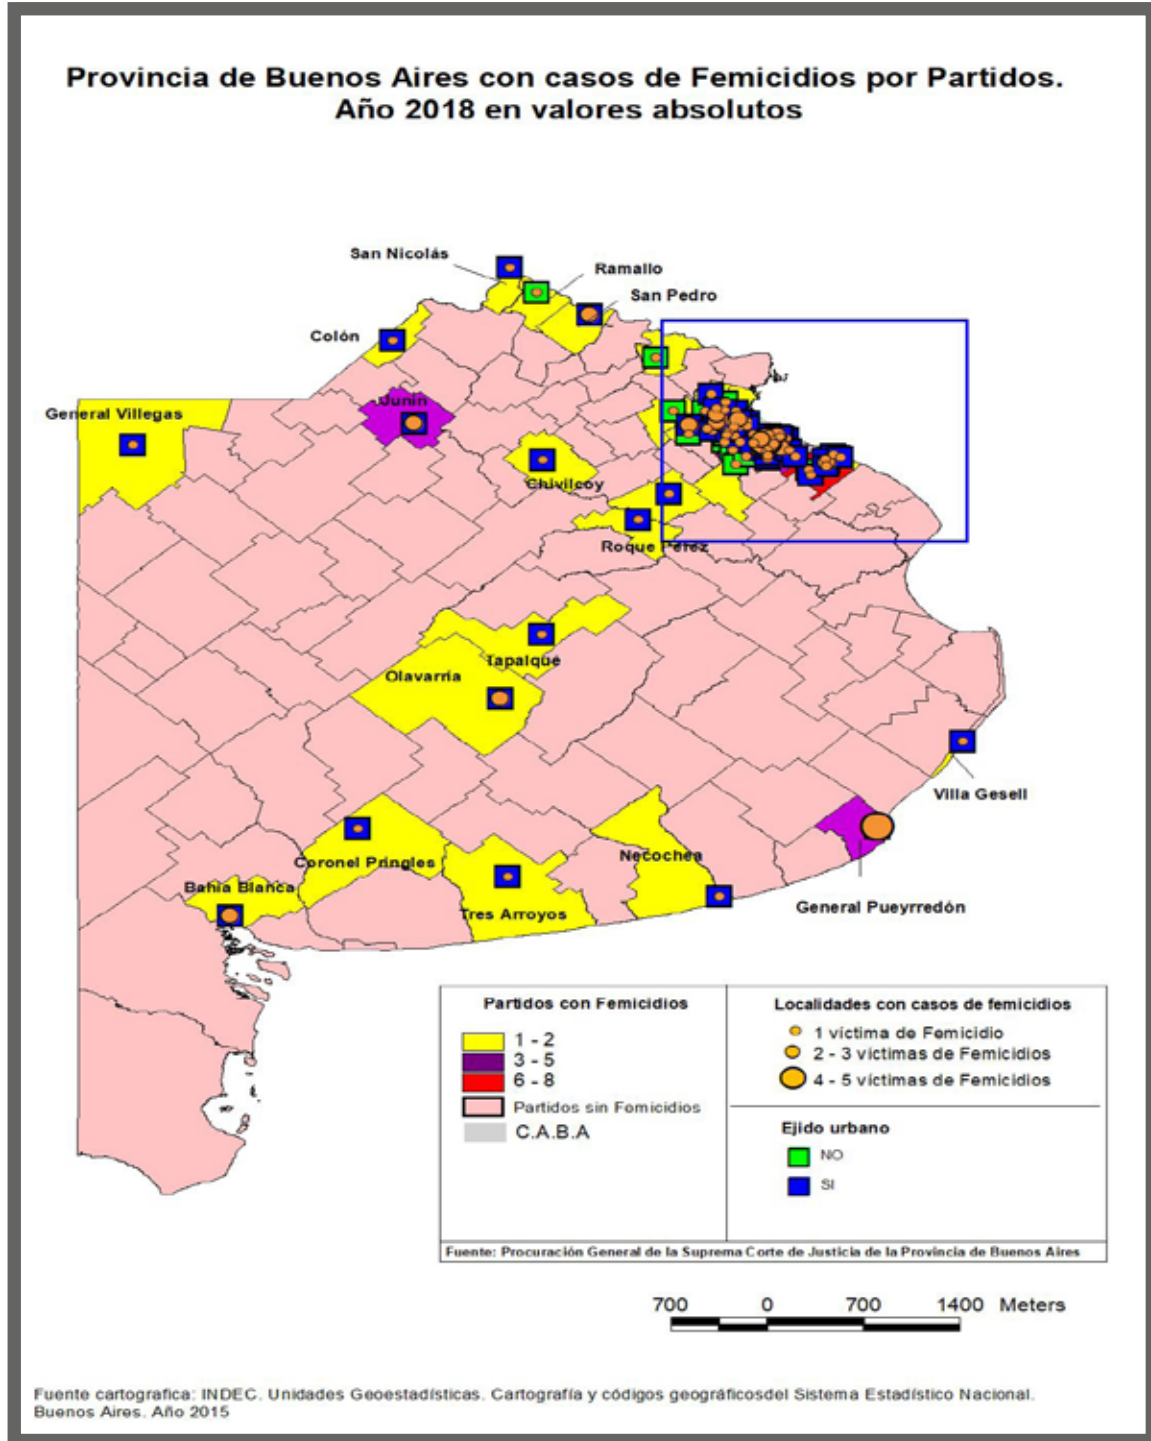 Provincia de Buenos Aires con casos de Femicidios por Partidos.
Año 2018 en valores absolutos
San Nicolás
Ramallo
San Pedro
Colón
Junín
General Villegas
Chivilcoy
Roque Pérez
Tapalque
Olavarría
Villa Gesell
Coronel Pringles
Necochea
Bahía Blanca
Tres Arroyos
General Pueyrredón
Partidos con Femicidios
1 - 2
3 - 5
6 - 8
Partidos sin Femicidios
C.A.B.A
Localidades con casos de femicidios
1 víctima de Femicidio
2 - 3 víctimas de Femicidios
4 - 5 víctimas de Femicidios
Ejido urbano
NO
SI
Fuente: Procuración General de la Suprema Corte de Justicia de la Provincia de Buenos Aires
700 0 700 1400 Meters
Fuente cartografica: INDEC. Unidades Geoestadísticas. Cartografía y códigos geográficosdel Sistema Estadístico Nacional.
Buenos Aires. Año 2015